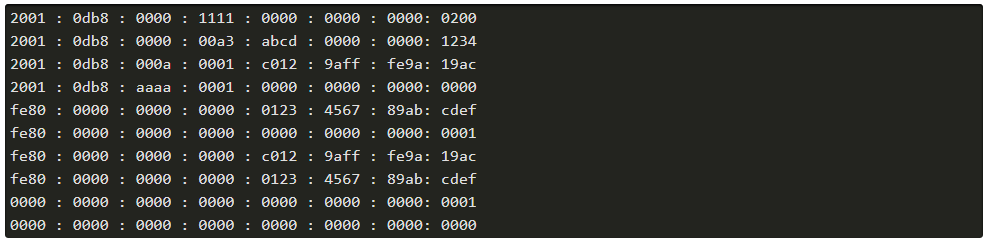 2001 : 0db8 : 0000 : 1111 : 0000 : 0000 : 0000: 0200
2001 : 0db8 : 0000 : 00a3 : abcd : 0000 : 0000: 1234
2001 : 0db8 : 000a : 0001 : c012 : 9aff : fe9a: 19ac
2001 : 0db8 : aaaa : 0001 : 0000 : 0000 : 0000: 0000
fe80 : 0000 : 0000 : 0000 : 0123 : 4567 : 89ab: cdef
fe80 : 0000 : 0000 : 0000 : 0000 : 0000 : 0000: 0001
fe80 : 0000 : 0000 : 0000 : c012 : 9aff : fe9a: 19ac
fe80 : 0000 : 0000 : 0000 : 0123 : 4567 : 89ab: cdef
0000 : 0000 : 0000 : 0000 : 0000 : 0000 : 0000: 0001
0000 : 0000 : 0000 : 0000 : 0000 : 0000 : 0000: 0000